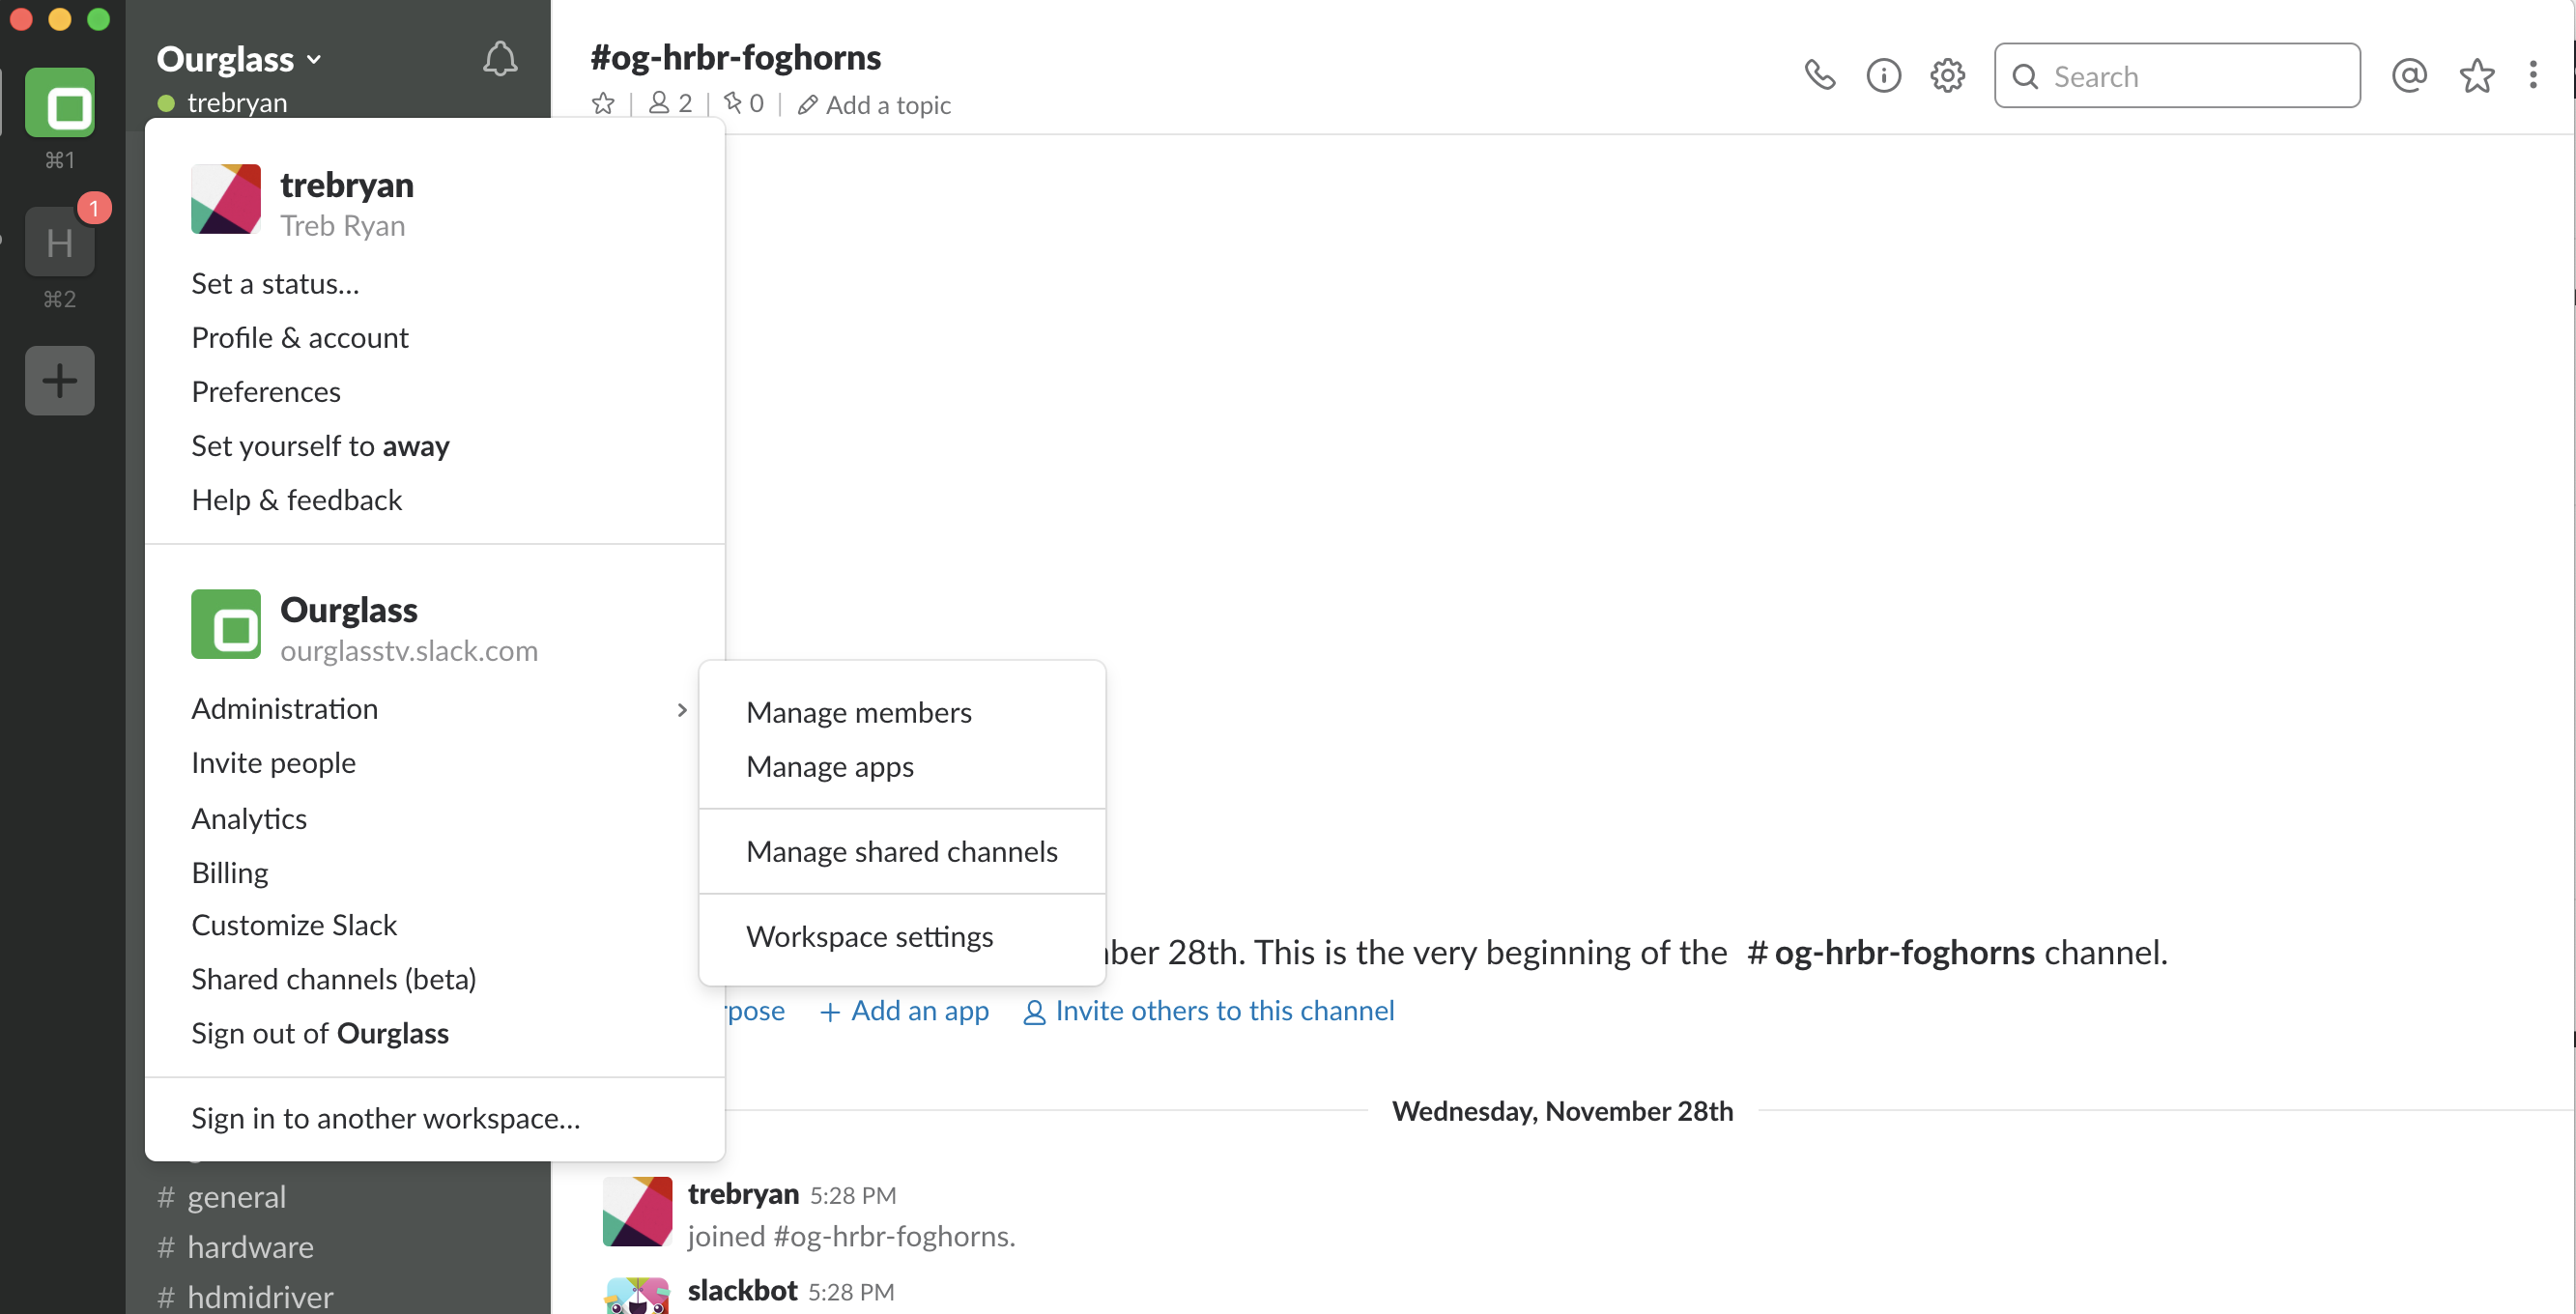 Ourglass
trebryan
⌘1
1
H
⌘2
trebryan
Treb Ryan
Set a status...
Profile & account
Preferences
Set yourself to away
Help & feedback
Ourglass
ourglasstv.slack.com
Administration
Invite people
Analytics
Billing
Customize Slack
Shared channels (beta)
Sign out of Ourglass
Sign in to another workspace...
Manage members
Manage apps
Manage shared channels
Workspace settings
# general
# hardware
# hdmidriver
#og-hrbr-foghorns
2 | 0 | Add a topic
Search
28th. This is the very beginning of the # og-hrbr-foghorns channel.
+ Add an app Invite others to this channel
Wednesday, November 28th
trebryan 5:28 PM
joined #og-hrbr-foghorns.
slackbot 5:28 PM